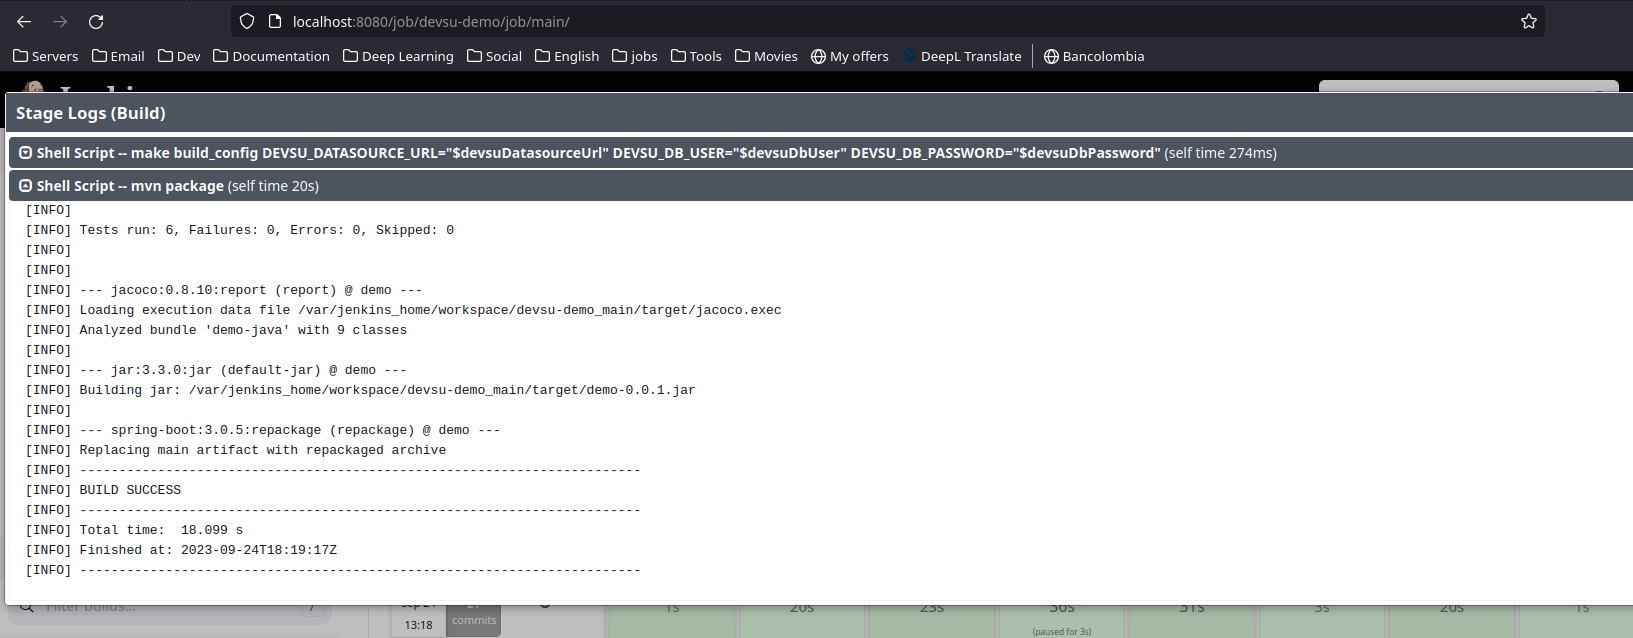 localhost:8080/job/devsu-demo/job/main/
Servers Email Dev Documentation Deep Learning Social English jobs Tools Movies My offers DeepL Translate Bancolombia
Stage Logs (Build)
Shell Script -- make build_config DEVSU_DATASOURCE_URL="$devsuDatasourceUrl" DEVSU_DB_USER="$devsuDbUser" DEVSU_DB_PASSWORD="$devsuDbPassword" (self time 274ms)
Shell Script -- mvn package (self time 20s)
[INFO]
[INFO] Tests run: 6, Failures: 0, Errors: 0, Skipped: 0
[INFO]
[INFO]
[INFO] --- jacoco:0.8.10:report (report) @ demo ---
[INFO] Loading execution data file /var/jenkins_home/workspace/devsu-demo_main/target/jacoco.exec
[INFO] Analyzed bundle 'demo-java' with 9 classes
[INFO]
[INFO] --- jar:3.3.0:jar (default-jar) @ demo ---
[INFO] Building jar: /var/jenkins_home/workspace/devsu-demo_main/target/demo-0.0.1.jar
[INFO]
[INFO] --- spring-boot:3.0.5:repackage (repackage) @ demo ---
[INFO] Replacing main artifact with repackaged archive
[INFO] ------------------------------------------------------------------------
[INFO] BUILD SUCCESS
[INFO] ------------------------------------------------------------------------
[INFO] Total time:  18.099 s
[INFO] Finished at: 2023-09-24T18:19:17Z
[INFO] ------------------------------------------------------------------------
Filter builds... 1s 20s 23s 36s 31s 3s 20s 1s
13:18 commits
(paused for 3s)